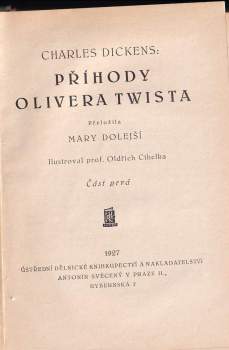 CHARLES DICKENS:
PŘÍHODY
OLIVERA TWISTA
Přeložila
MARY DOLEJŠÍ
Ilustroval prof. Oldřich Cihelka
Část prvá
1927
ÚSTŘEDNÍ DĚLNICKÉ KNIHKUPECTVÍ A NAKLADATELSTVÍ
ANTONÍN SVĚCENÝ V PRAZE II.,
HYBERNSKÁ 7